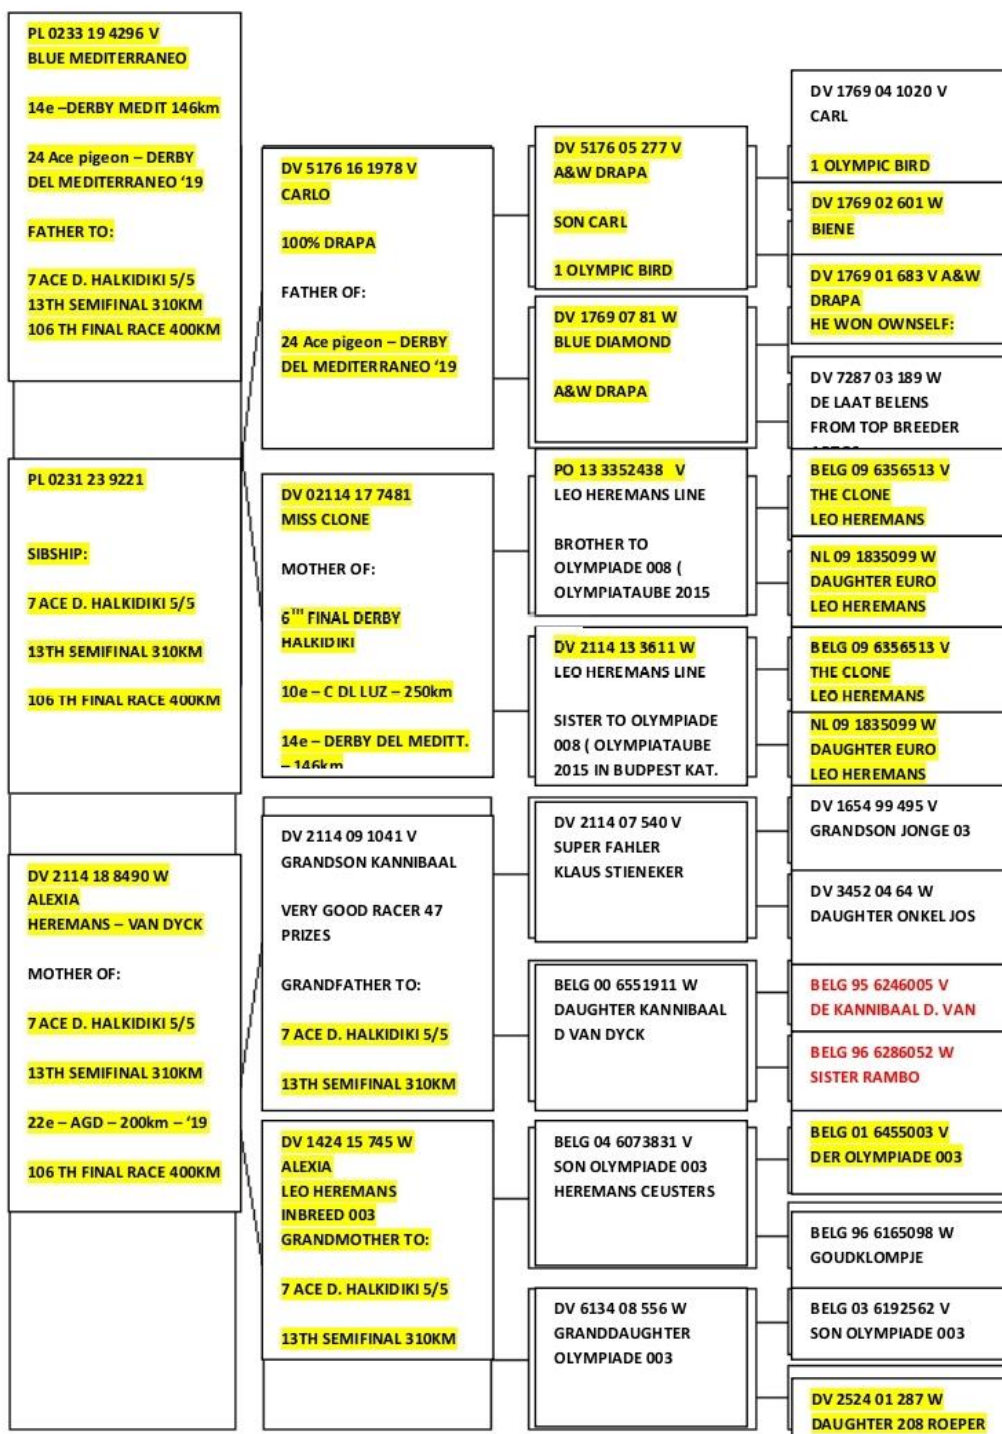 PL 0233 19 4296 V
BLUE MEDITERRANEO
14e –DERBY MEDIT 146km
24 Ace pigeon – DERBY
DEL MEDITERRANEO ‘19
FATHER TO:
7 ACE D. HALKIDIKI 5/5
13TH SEMIFINAL 310KM
106 TH FINAL RACE 400KM
PL 0231 23 9221
SIBSHIP:
7 ACE D. HALKIDIKI 5/5
13TH SEMIFINAL 310KM
106 TH FINAL RACE 400KM
DV 2114 18 8490 W
ALEXIA
HEREMANS – VAN DYCK
MOTHER OF:
7 ACE D. HALKIDIKI 5/5
13TH SEMIFINAL 310KM
22e – AGD – 200km – ‘19
106 TH FINAL RACE 400KM
DV 5176 16 1978 V
CARLO
100% DRAPA
FATHER OF:
24 Ace pigeon – DERBY
DEL MEDITERRANEO ‘19
DV 02114 17 7481
MISS CLONE
MOTHER OF:
6TH FINAL DERBY
HALKIDIKI
10e – C DL LUZ – 250km
14e – DERBY DEL MEDITT.
– 146km
DV 2114 09 1041 V
GRANDSON KANNIBAAL
VERY GOOD RACER 47
PRIZES
GRANDFATHER TO:
7 ACE D. HALKIDIKI 5/5
13TH SEMIFINAL 310KM
DV 1424 15 745 W
ALEXIA
LEO HEREMANS
INBREED 003
GRANDMOTHER TO:
7 ACE D. HALKIDIKI 5/5
13TH SEMIFINAL 310KM
DV 5176 05 277 V
A&W DRAPA
SON CARL
1 OLYMPIC BIRD
DV 1769 07 81 W
BLUE DIAMOND
A&W DRAPA
PO 13 3352438 V
LEO HEREMANS LINE
BROTHER TO
OLYMPIADE 008 (
OLYMPIATAUBE 2015
DV 2114 13 3611 W
LEO HEREMANS LINE
SISTER TO OLYMPIADE
008 ( OLYMPIATAUBE
2015 IN BUDPEST KAT.
DV 2114 07 540 V
SUPER FAHLER
KLAUS STIENEKER
BELG 00 6551911 W
DAUGHTER KANNIBAAL
D VAN DYCK
BELG 04 6073831 V
SON OLYMPIADE 003
HEREMANS CEUSTERS
DV 6134 08 556 W
GRANDDAUGHTER
OLYMPIADE 003
DV 1769 04 1020 V
CARL
1 OLYMPIC BIRD
DV 1769 02 601 W
BIENE
DV 1769 01 683 V A&W
DRAPA
HE WON OWNSELF:
DV 7287 03 189 W
DE LAAT BELENS
FROM TOP BREEDER
BELG 09 6356513 V
THE CLONE
LEO HEREMANS
NL 09 1835099 W
DAUGHTER EURO
LEO HEREMANS
BELG 09 6356513 V
THE CLONE
LEO HEREMANS
NL 09 1835099 W
DAUGHTER EURO
LEO HEREMANS
DV 1654 99 495 V
GRANDSON JONGE 03
DV 3452 04 64 W
DAUGHTER ONKEL JOS
BELG 95 6246005 V
DE KANNIBAAL D. VAN
BELG 96 6286052 W
SISTER RAMBO
BELG 01 6455003 V
DER OLYMPIADE 003
BELG 96 6165098 W
GOUDKLOMPJE
BELG 03 6192562 V
SON OLYMPIADE 003
DV 2524 01 287 W
DAUGHTER 208 ROEPER